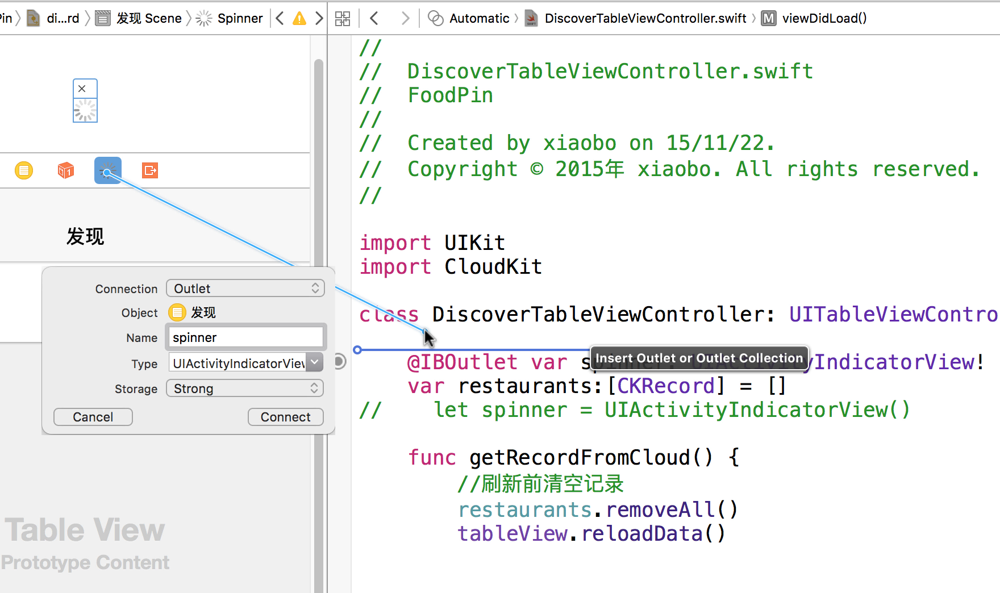 Pin di...rd 发现 Scene Spinner
Automatic DiscoverTableViewController.swift M viewDidLoad()
发现
Connection Outlet
Object 发现
Name spinner
Type UIActivityIndicatorView
Storage Strong
Cancel Connect
Table View
Prototype Content
//
//  DiscoverTableViewController.swift
//  FoodPin
//
//  Created by xiaobo on 15/11/22.
//  Copyright © 2015年 xiaobo. All rights reserved.
//
import UIKit
import CloudKit
class DiscoverTableViewController: UITableViewContro
Insert Outlet or Outlet Collection
@IBOutlet var spinner: UIActivityIndicatorView!
var restaurants:[CKRecord] = []
//    let spinner = UIActivityIndicatorView()
func getRecordFromCloud() {
//刷新前清空记录
restaurants.removeAll()
tableView.reloadData()